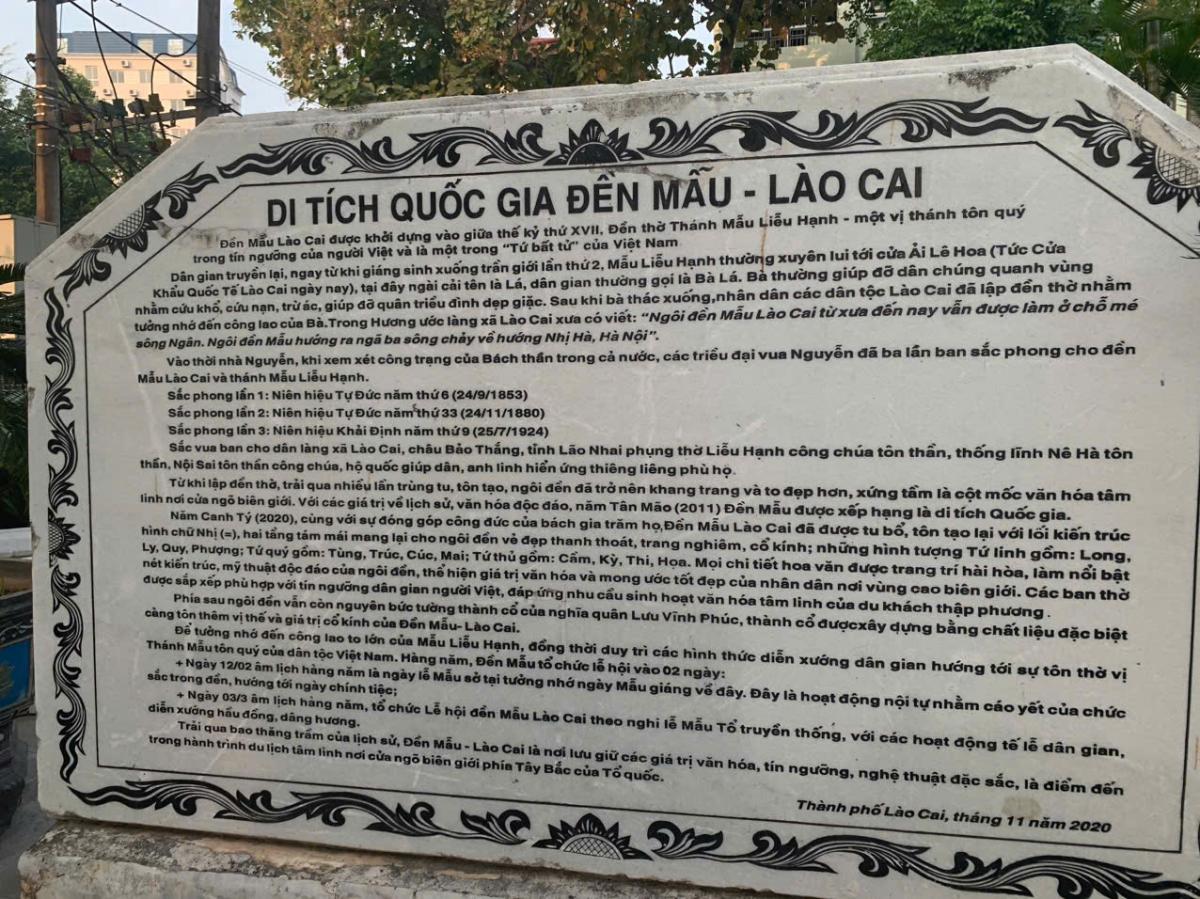 DI TÍCH QUỐC GIA ĐỀN MẪU - LÀO CAI
Đền Mẫu Lào Cai được khởi dựng vào giữa thế kỷ thứ XVII, Đền thờ Thánh Mẫu Liễu Hạnh - một vị thánh tôn quý
trong tín ngưỡng của người Việt và là một trong "Tứ bất tử" của Việt Nam
Dân gian truyền lại, ngay từ khi giáng sinh xuống trần giới lần thứ 2, Mẫu Liễu Hạnh thường xuyên lui tới cửa Ải Lê Hoa (Tức Cửa
Khẩu Quốc Tế Lào Cai ngày nay), tại đây ngài cải tên là Lá, dân gian thường gọi là Bà Lá. Bà thường giúp đỡ dân chúng quanh vùng
nhằm cứu khổ, cứu nạn, trừ ác, giúp đỡ quân triều đình dẹp giặc. Sau khi bà thác xuống,nhân dân các dân tộc Lào Cai đã lập đền thờ nhằm
tưởng nhớ đến công lao của Bà.Trong Hương ước làng xã Lào Cai xưa có viết: "Ngôi đền Mẫu Lào Cai từ xưa đến nay vẫn được làm ở chỗ mé
sông Ngân. Ngôi đền Mẫu hướng ra ngã ba sông chảy về hướng Nhị Hà, Hà Nội".
Vào thời nhà Nguyễn, khi xem xét công trạng của Bách thần trong cả nước, các triều đại vua Nguyễn đã ba lần ban sắc phong cho đền
Mẫu Lào Cai và thánh Mẫu Liễu Hạnh.
Sắc phong lần 1: Niên hiệu Tự Đức năm thứ 6 (24/9/1853)
Sắc phong lần 2: Niên hiệu Tự Đức năm thứ 33 (24/11/1880)
Sắc phong lần 3: Niên hiệu Khải Định năm thứ 9 (25/7/1924)
Sắc vua ban cho dân làng xã Lào Cai, châu Bảo Thắng, tỉnh Lão Nhai phụng thờ Liễu Hạnh công chúa tôn thần, thống lĩnh Nê Hà tôn
thần, Nội Sai tôn thần công chúa, hộ quốc giúp dân, anh linh hiển ứng thiêng liêng phù họ.
Từ khi lập đền thờ, trải qua nhiều lần trùng tu, tôn tạo, ngôi đền đã trở nên khang trang và to đẹp hơn, xứng tầm là cột mốc văn hóa tâm
linh nơi cửa ngõ biên giới. Với các giá trị về lịch sử, văn hóa độc đáo, năm Tân Mão (2011) Đền Mẫu được xếp hạng là di tích Quốc gia.
Năm Canh Tý (2020), cùng với sự đóng góp công đức của bách gia trăm họ,Đền Mẫu Lào Cai đã được tu bổ, tôn tạo lại với lối kiến trúc
hình chữ Nhị (=), hai tầng tám mái mang lại cho ngôi đền vẻ đẹp thanh thoát, trang nghiêm, cổ kính; những hình tượng Tứ linh gồm: Long,
Ly, Quy, Phượng; Tứ quý gồm: Tùng, Trúc, Cúc, Mai; Tứ thủ gồm: Cầm, Kỳ, Thi, Họa. Mọi chi tiết hoa văn được trang trí hài hòa, làm nổi bật
nét kiến trúc, mỹ thuật độc đáo của ngôi đền, thể hiện giá trị văn hóa và mong ước tốt đẹp của nhân dân nơi vùng cao biên giới. Các ban thờ
được sắp xếp phù hợp với tín ngưỡng dân gian người Việt, đáp ứng nhu cầu sinh hoạt văn hóa tâm linh của du khách thập phương.
Phía sau ngôi đền vẫn còn nguyên bức tường thành cổ của nghĩa quân Lưu Vĩnh Phúc, thành cổ đượcxây dựng bằng chất liệu đặc biệt
càng tôn thêm vị thế và giá trị cổ kính của Đền Mẫu- Lào Cai.
Để tưởng nhớ đến công lao to lớn của Mẫu Liễu Hạnh, đồng thời duy trì các hình thức diễn xướng dân gian hướng tới sự tôn thờ vị
Thánh Mẫu tôn quý của dân tộc Việt Nam. Hàng năm, Đền Mẫu tổ chức lễ hội vào 02 ngày:
+ Ngày 12/02 âm lịch hàng năm là ngày lễ Mẫu sở tại tưởng nhớ ngày Mẫu giáng về đây. Đây là hoạt động nội tự nhằm cáo yết của chức
sắc trong đền, hướng tới ngày chính tiệc;
+ Ngày 03/3 âm lịch hàng năm, tổ chức Lễ hội đền Mẫu Lào Cai theo nghi lễ Mẫu Tổ truyền thống, với các hoạt động tế lễ dân gian,
diễn xướng hầu đồng, dâng hương.
Trải qua bao thăng trầm của lịch sử, Đền Mẫu - Lào Cai là nơi lưu giữ các giá trị văn hóa, tín ngưỡng, nghệ thuật đặc sắc, là điểm đến
trong hành trình du lịch tâm linh nơi cửa ngõ biên giới phía Tây Bắc của Tổ quốc.
Thành phố Lào Cai, tháng 11 năm 2020